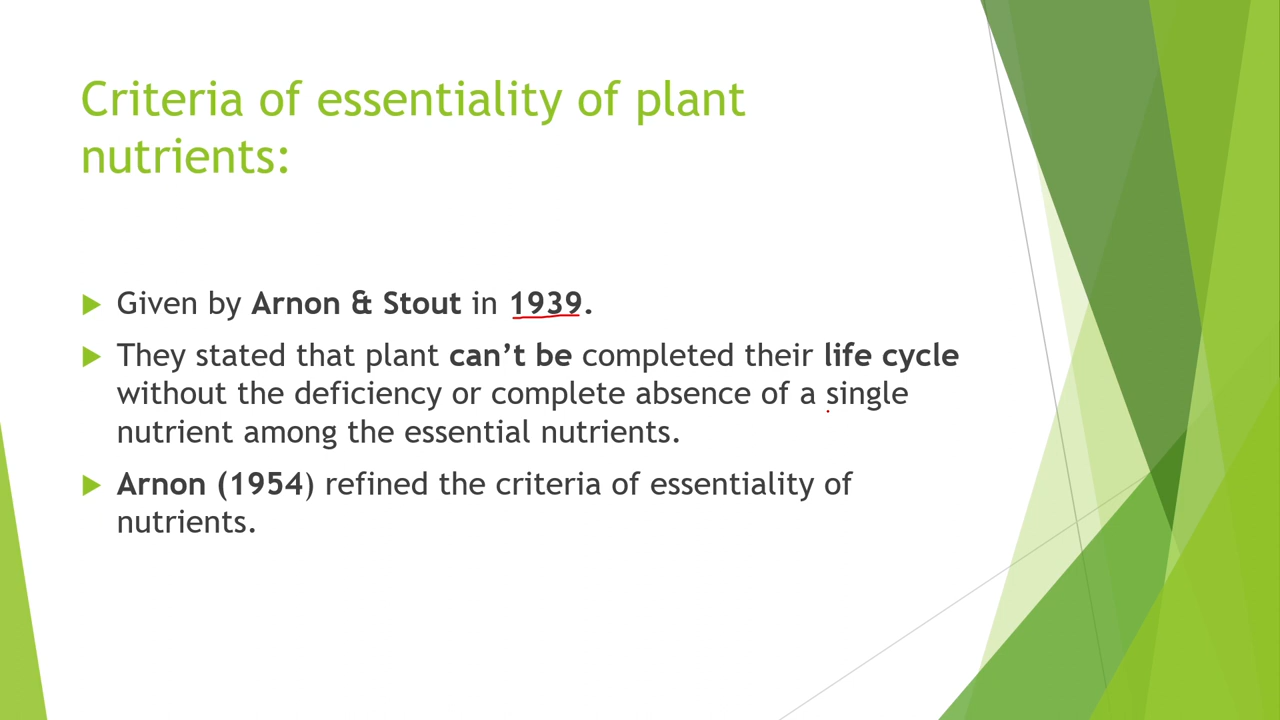 Criteria of essentiality of plant
nutrients:
Given by Arnon & Stout in 1939.
They stated that plant can’t be completed their life cycle
without the deficiency or complete absence of a single
nutrient among the essential nutrients.
Arnon (1954) refined the criteria of essentiality of
nutrients.